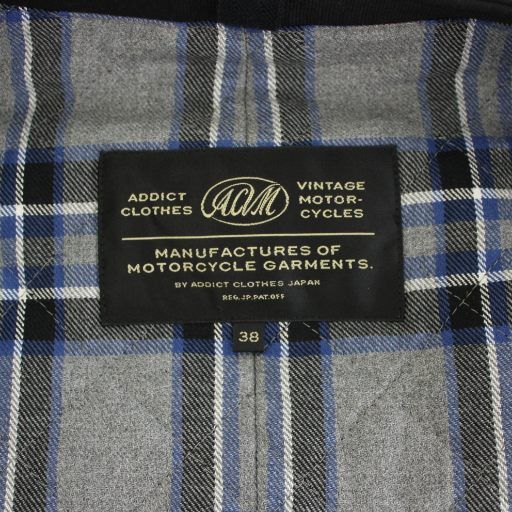 ADDICT CLOTHES
ACVM
VINTAGE MOTOR-CYCLES
MANUFACTURES OF
MOTORCYCLE GARMENTS.
BY ADDICT CLOTHES JAPAN
REG.JP.PAT.OFF
38